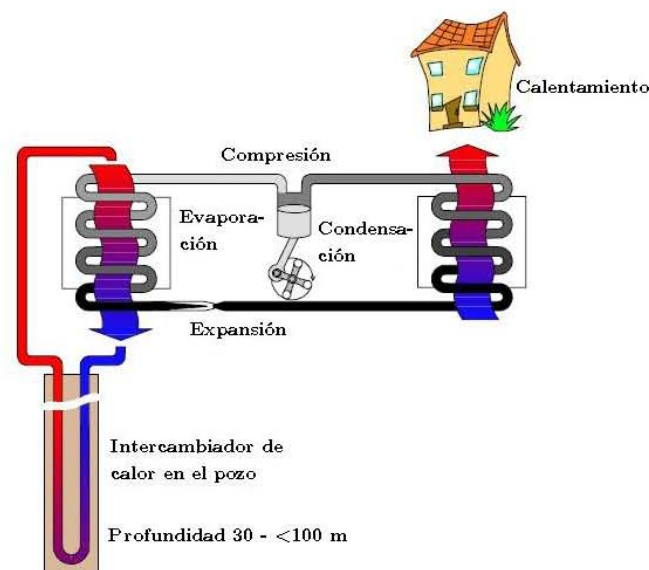 Calentamiento
Compresión
Evapora-
ción
Condensa-
ción
Expansión
Intercambiador de
calor en el pozo
Profundidad 30 - <100 m